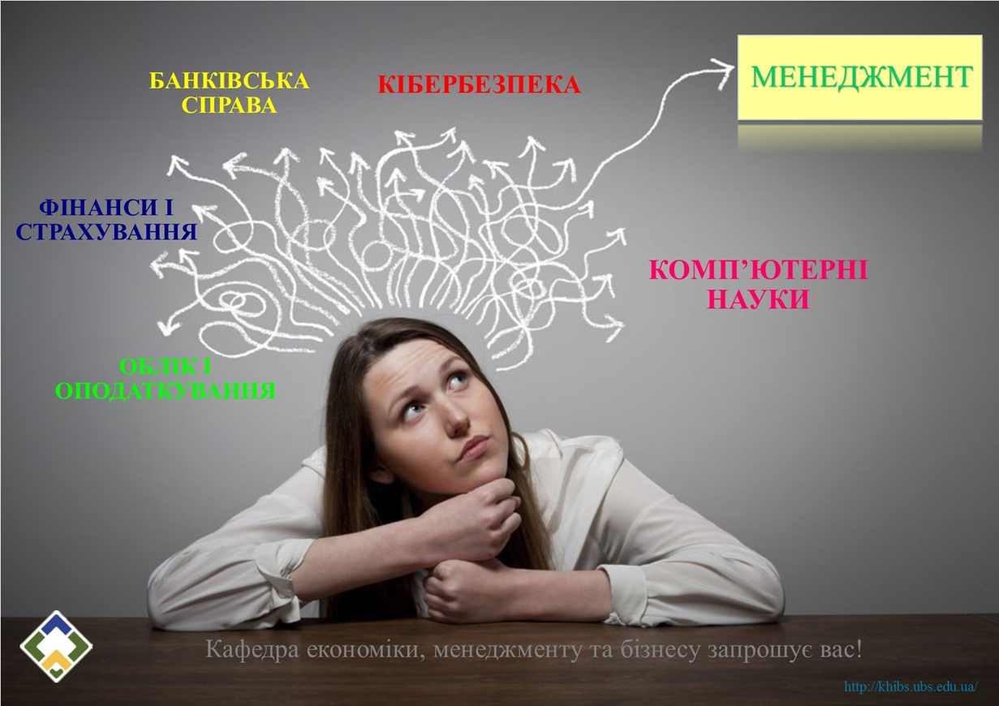 БАНКІВСЬКА
СПРАВА
КІБЕРБЕЗПЕКА
МЕНЕДЖМЕНТ
ФІНАНСИ І
СТРАХУВАННЯ
КОМП’ЮТЕРНІ
НАУКИ
ОБЛІК І
ОПОДАТКУВАННЯ
Кафедра економіки, менеджменту та бізнесу запрошує вас!
http://khibs.ubs.edu.ua/